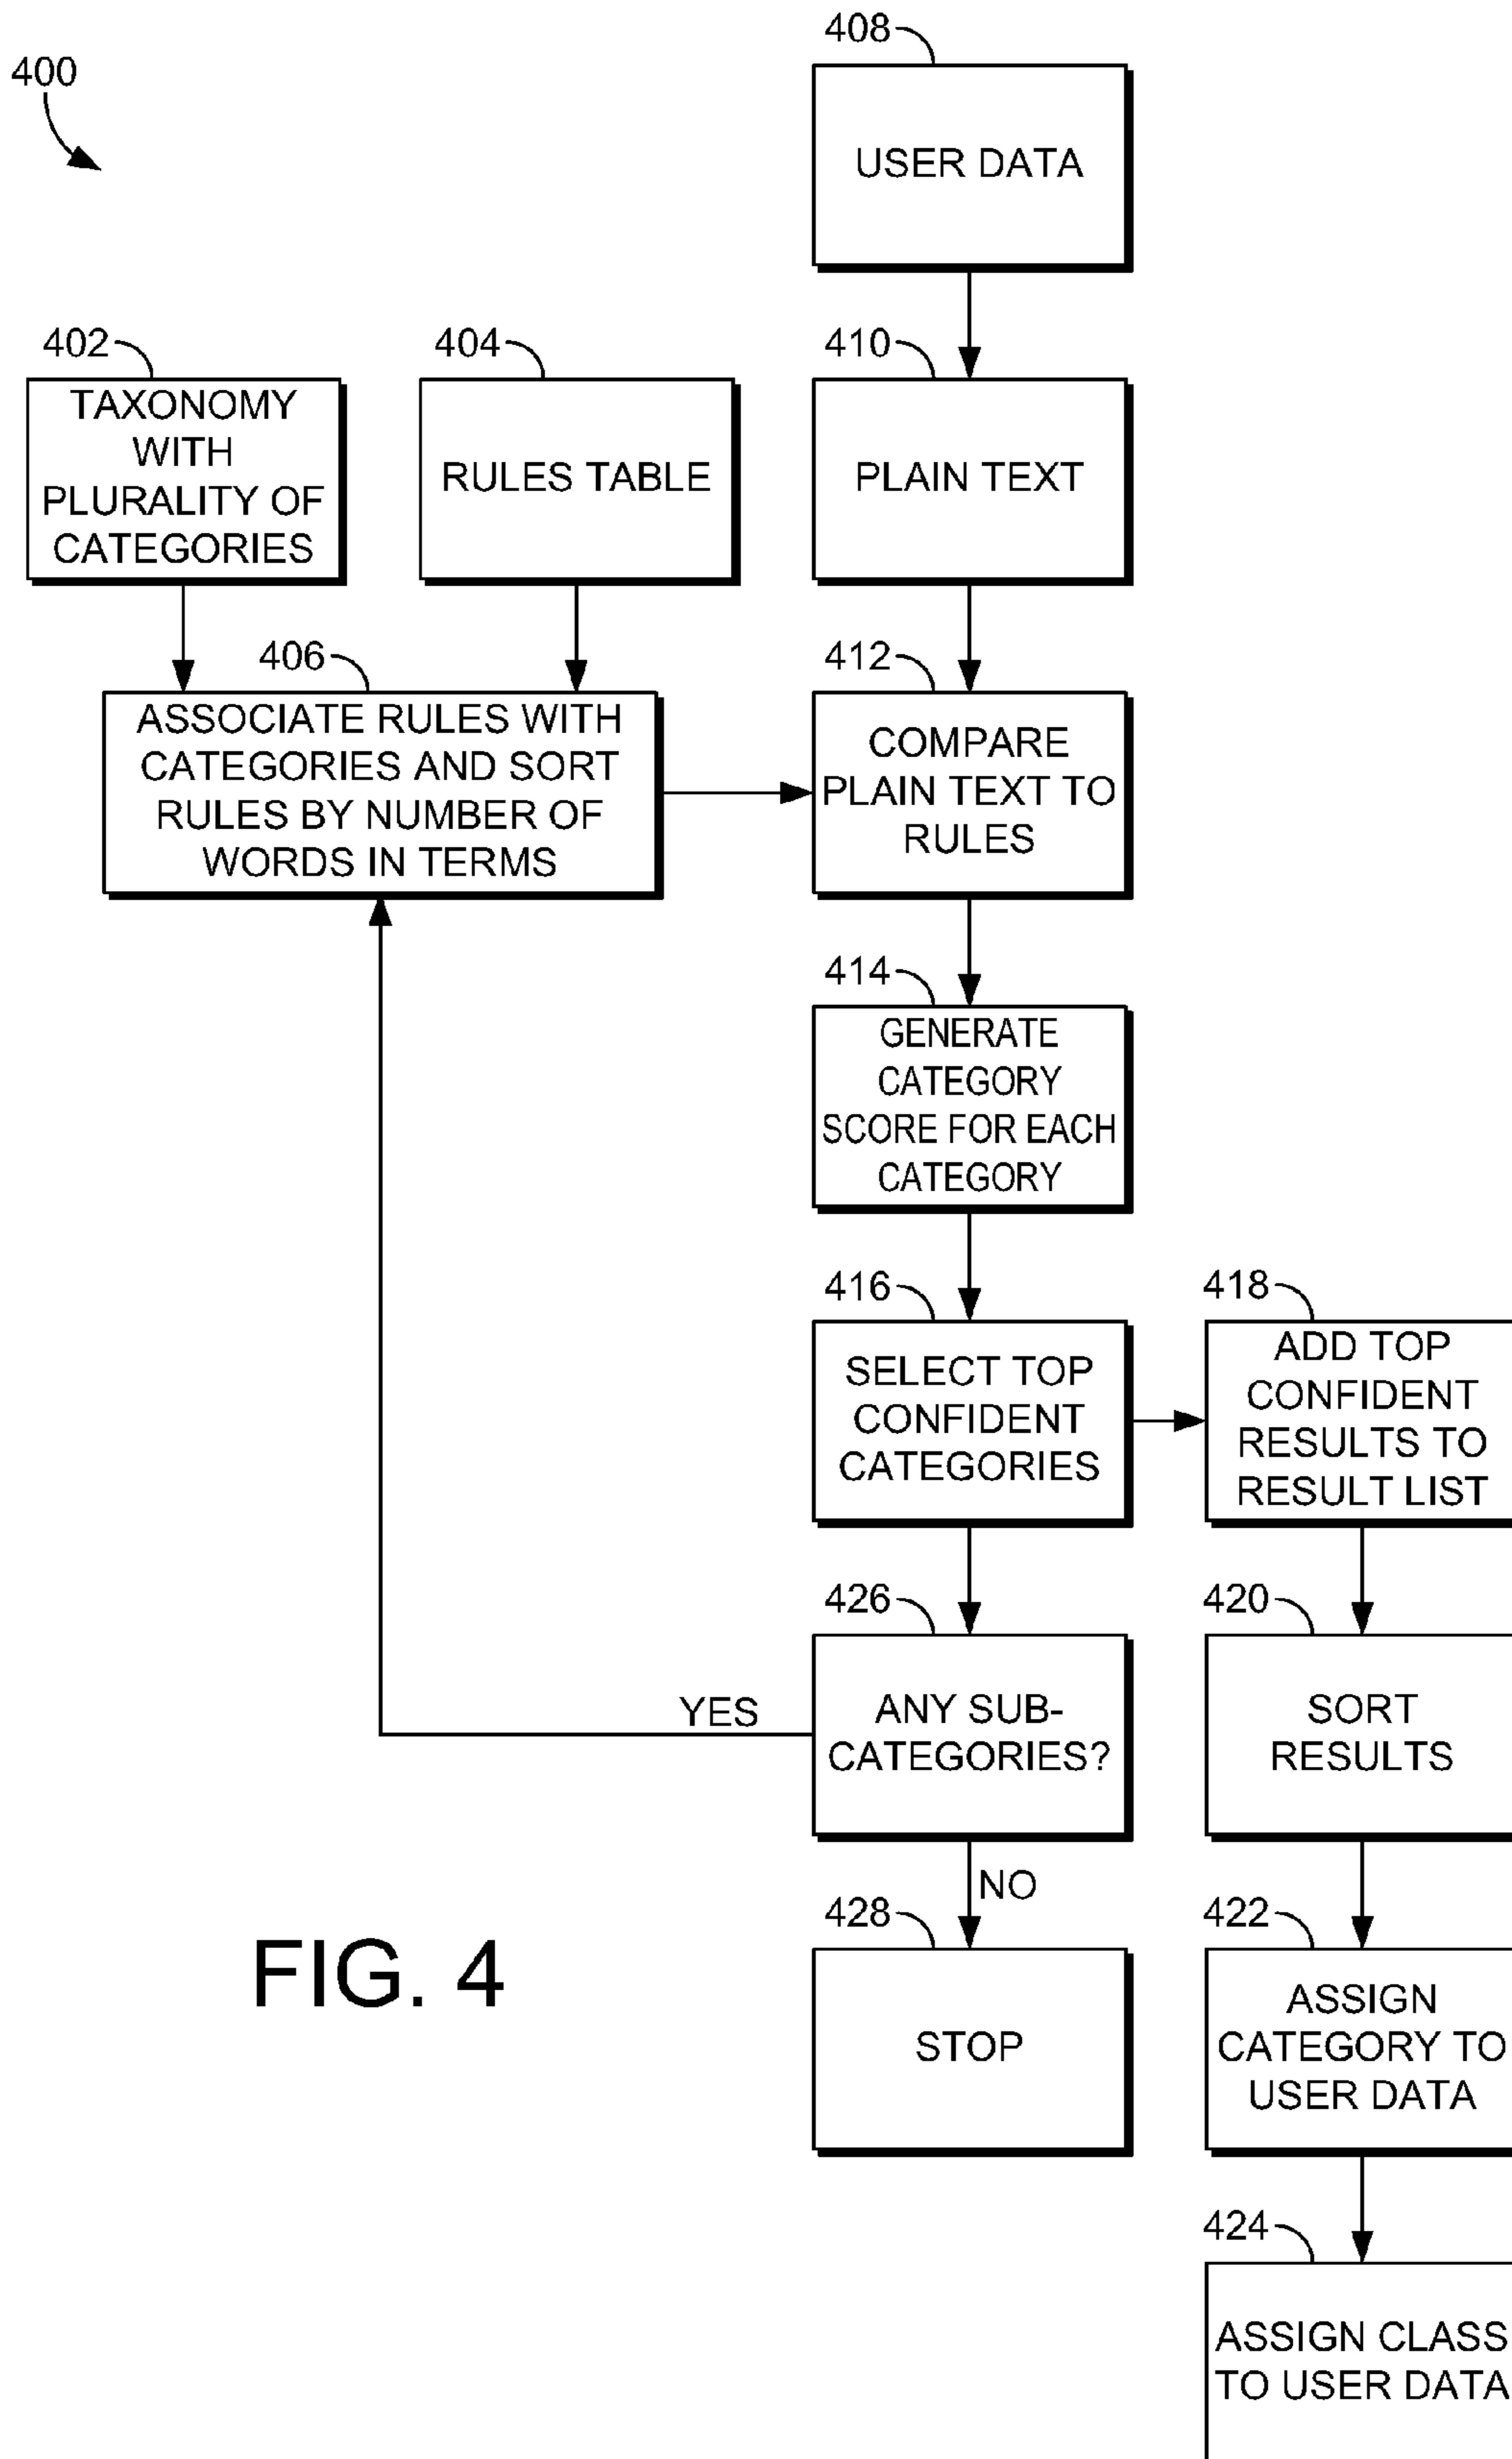 400
408
USER DATA
402
TAXONOMY
WITH
PLURALITY OF
CATEGORIES
404
RULES TABLE
410
PLAIN TEXT
406
ASSOCIATE RULES WITH
CATEGORIES AND SORT
RULES BY NUMBER OF
WORDS IN TERMS
412
COMPARE
PLAIN TEXT TO
RULES
414
GENERATE
CATEGORY
SCORE FOR EACH
CATEGORY
416
SELECT TOP
CONFIDENT
CATEGORIES
418
ADD TOP
CONFIDENT
RESULTS TO
RESULT LIST
426
ANY SUB-
CATEGORIES?
YES
NO
420
SORT
RESULTS
428
STOP
422
ASSIGN
CATEGORY TO
USER DATA
424
ASSIGN CLASS
TO USER DATA
FIG. 4